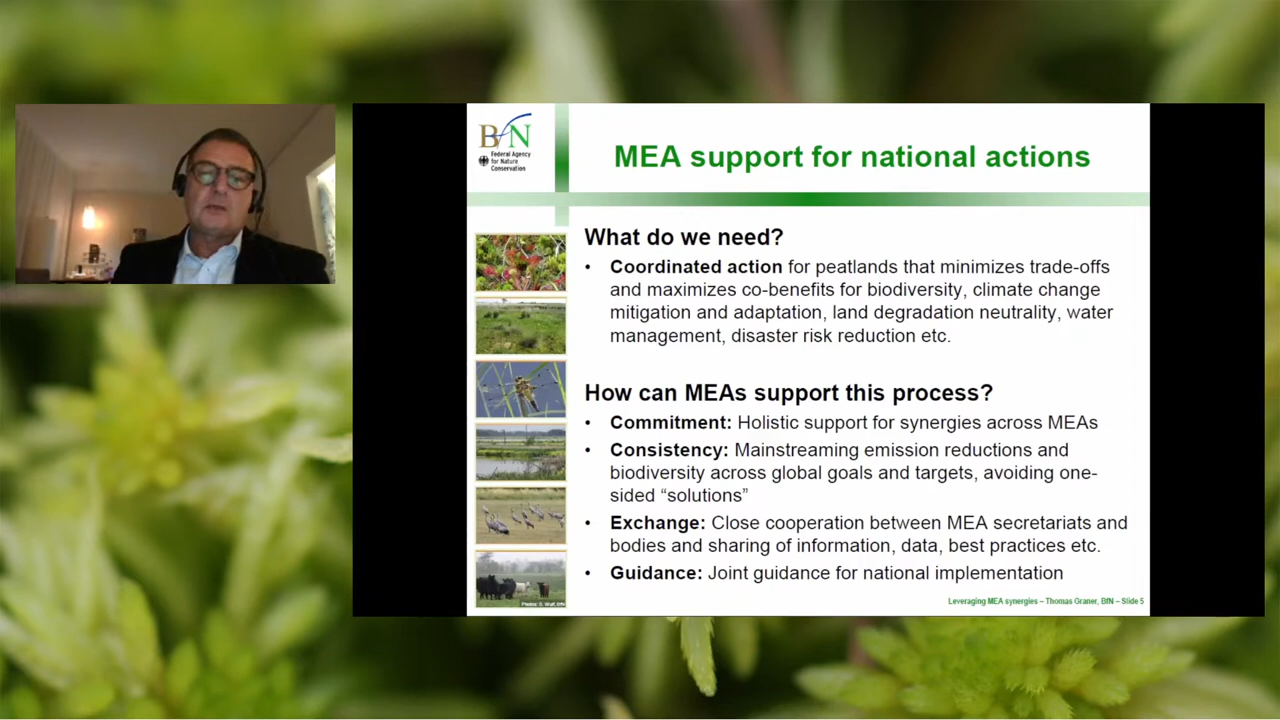 BfN
Federal Agency
for Nature
Conservation
MEA support for national actions
What do we need?
• Coordinated action for peatlands that minimizes trade-offs
and maximizes co-benefits for biodiversity, climate change
mitigation and adaptation, land degradation neutrality, water
management, disaster risk reduction etc.
How can MEAs support this process?
• Commitment: Holistic support for synergies across MEAs
• Consistency: Mainstreaming emission reductions and
biodiversity across global goals and targets, avoiding one-
sided “solutions”
• Exchange: Close cooperation between MEA secretariats and
bodies and sharing of information, data, best practices etc.
• Guidance: Joint guidance for national implementation
Photos: D. Wulf, BfN
Leveraging MEA synergies – Thomas Graner, BfN – Slide 5